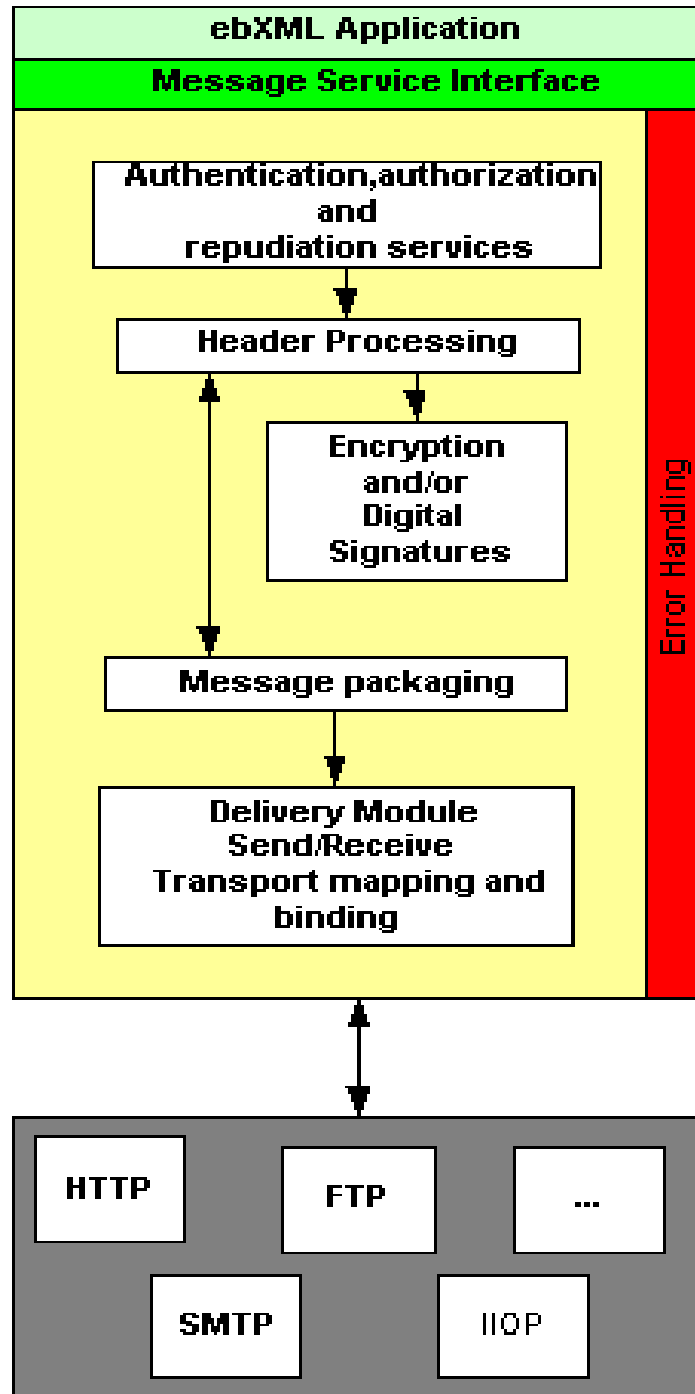 ebXML Application
Message Service Interface
Authentication,authorization
and
repudiation services
Header Processing
Encryption
and/or
Digital
Signatures
Error Handling
Message packaging
Delivery Module
Send/Receive
Transport mapping and
binding
HTTP
FTP
...
SMTP
IIOP